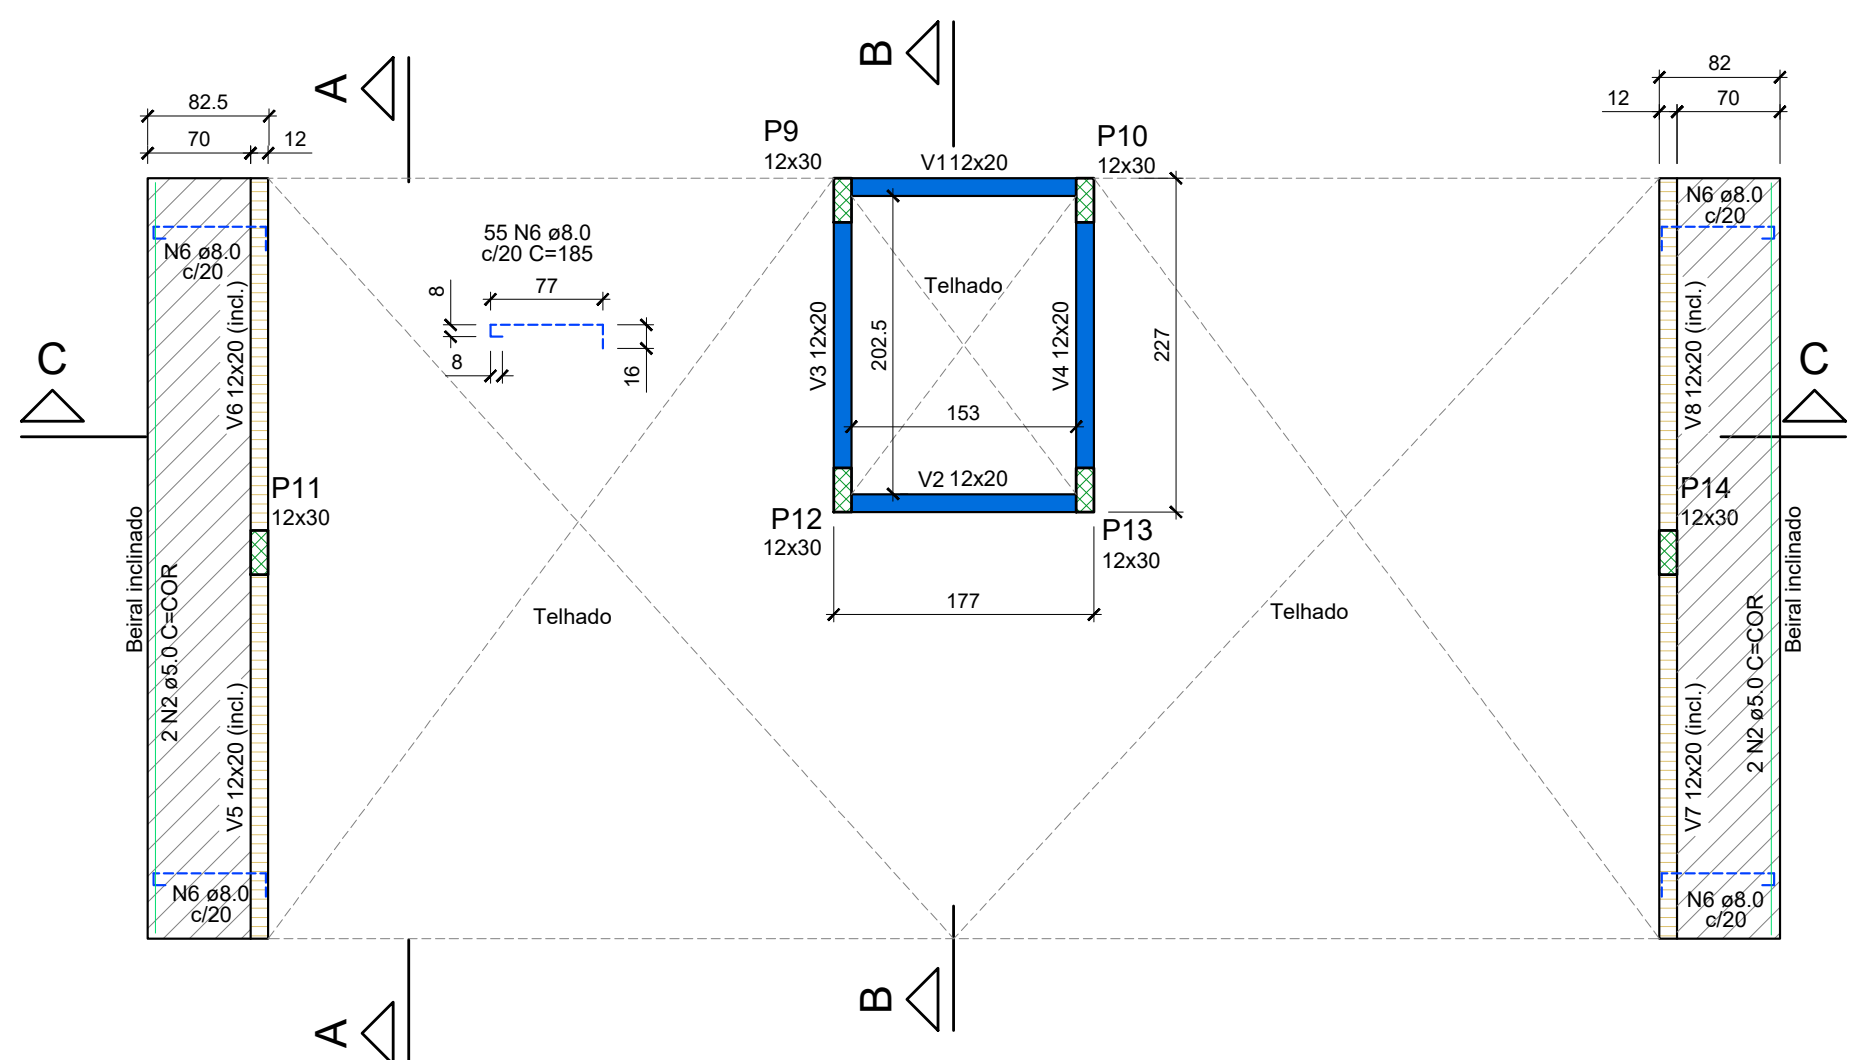 B
82
82.5
A
12
70
70
12
P9
12x30
V112x20
P10
12x30
N6 ø8.0
c/20
N6 ø8.0
c/20
55 N6 ø8.0
c/20 C=185
8
77
8
16
V6 12x20 (incl.)
Telhado
V3 12x20
202.5
V4 12x20
227
V8 12x20 (incl.)
C
C
153
V2 12x20
P11
12x30
P12
12x30
P13
12x30
P14
12x30
Beiral inclinado
2 N2 ø5.0 C=COR
Telhado
177
Telhado
2 N2 ø5.0 C=COR
Beiral inclinado
V5 12x20 (incl.)
V7 12x20 (incl.)
N6 ø8.0
c/20
N6 ø8.0
c/20
B
A